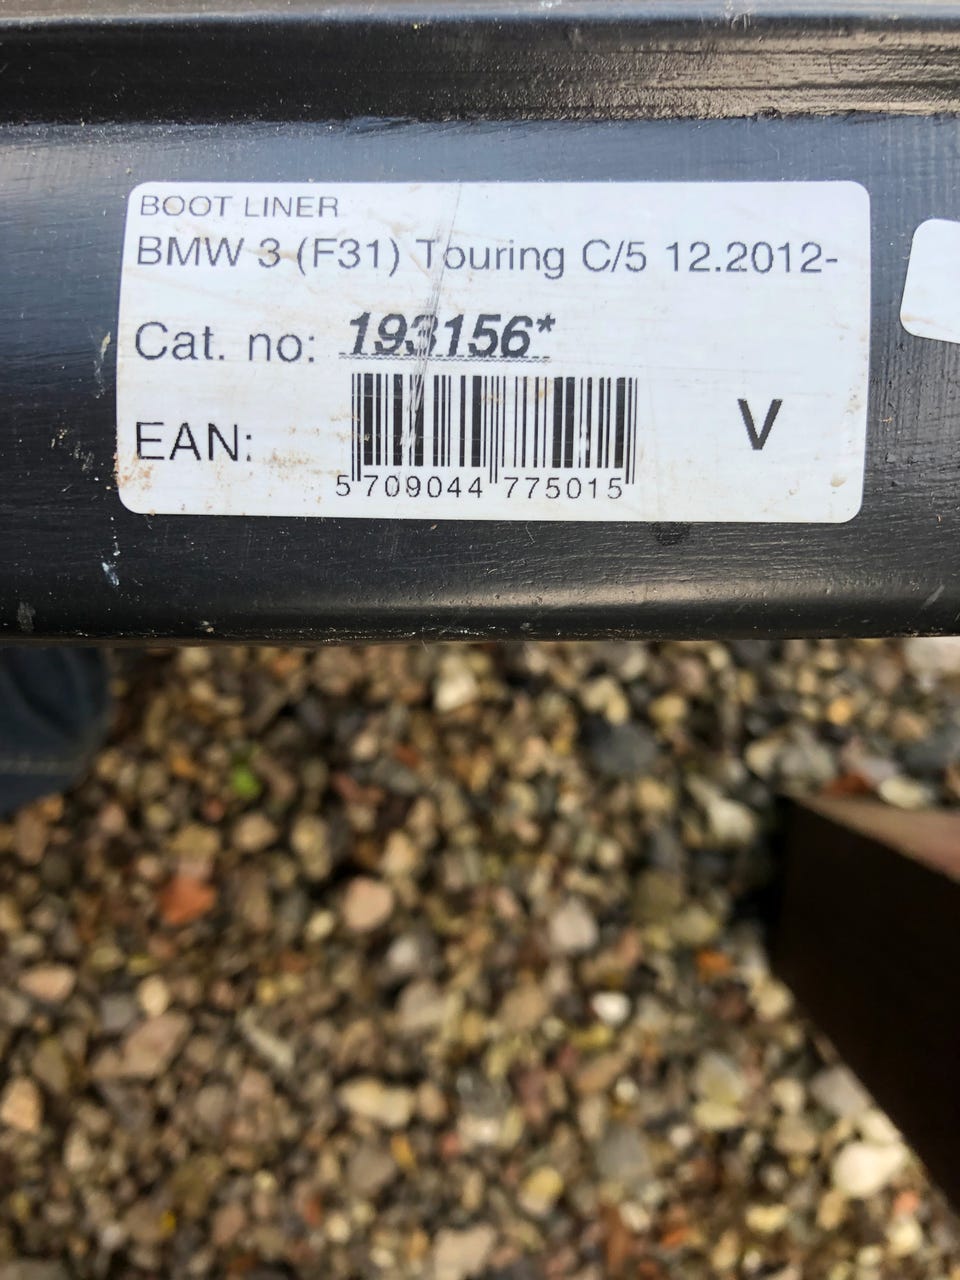 BOOT LINER
BMW 3 (F31) Touring C/5 12.2012-
Cat. no: 193156*
EAN:
V
5 709044 775015